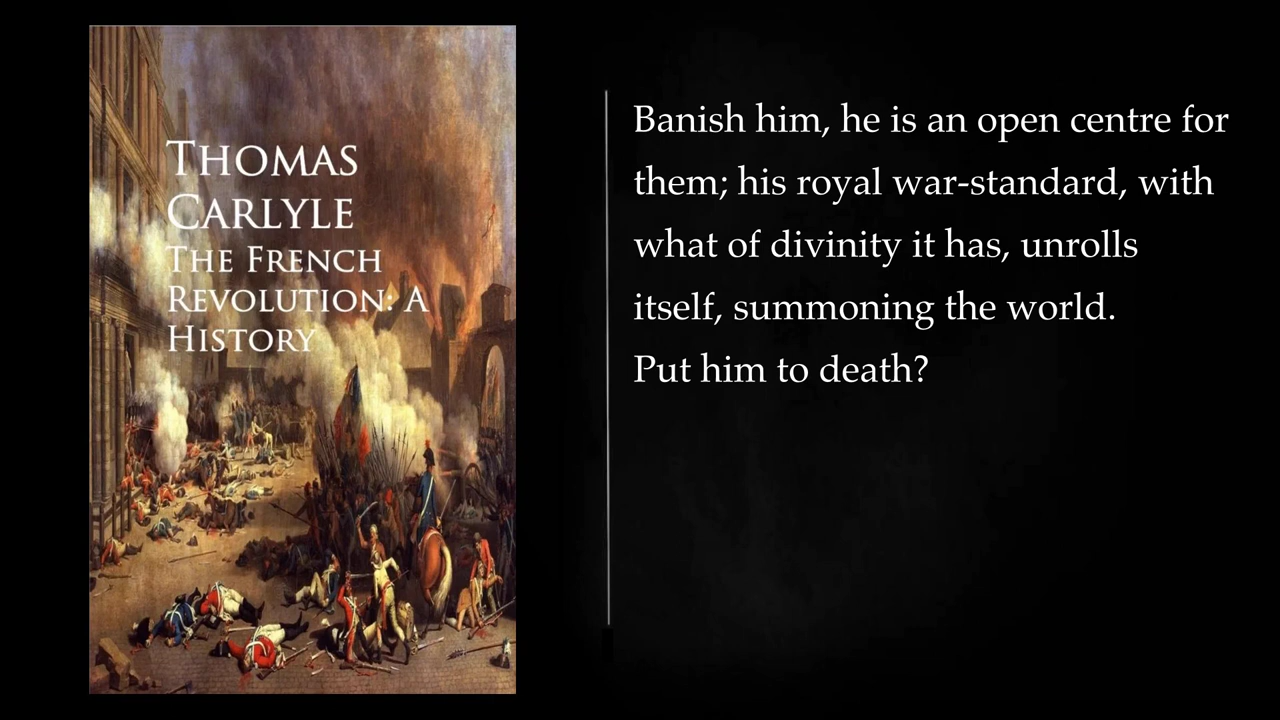 THOMAS
CARLYLE
THE FRENCH
REVOLUTION: A
HISTORY
Banish him, he is an open centre for
them; his royal war-standard, with
what of divinity it has, unrolls
itself, summoning the world.
Put him to death?